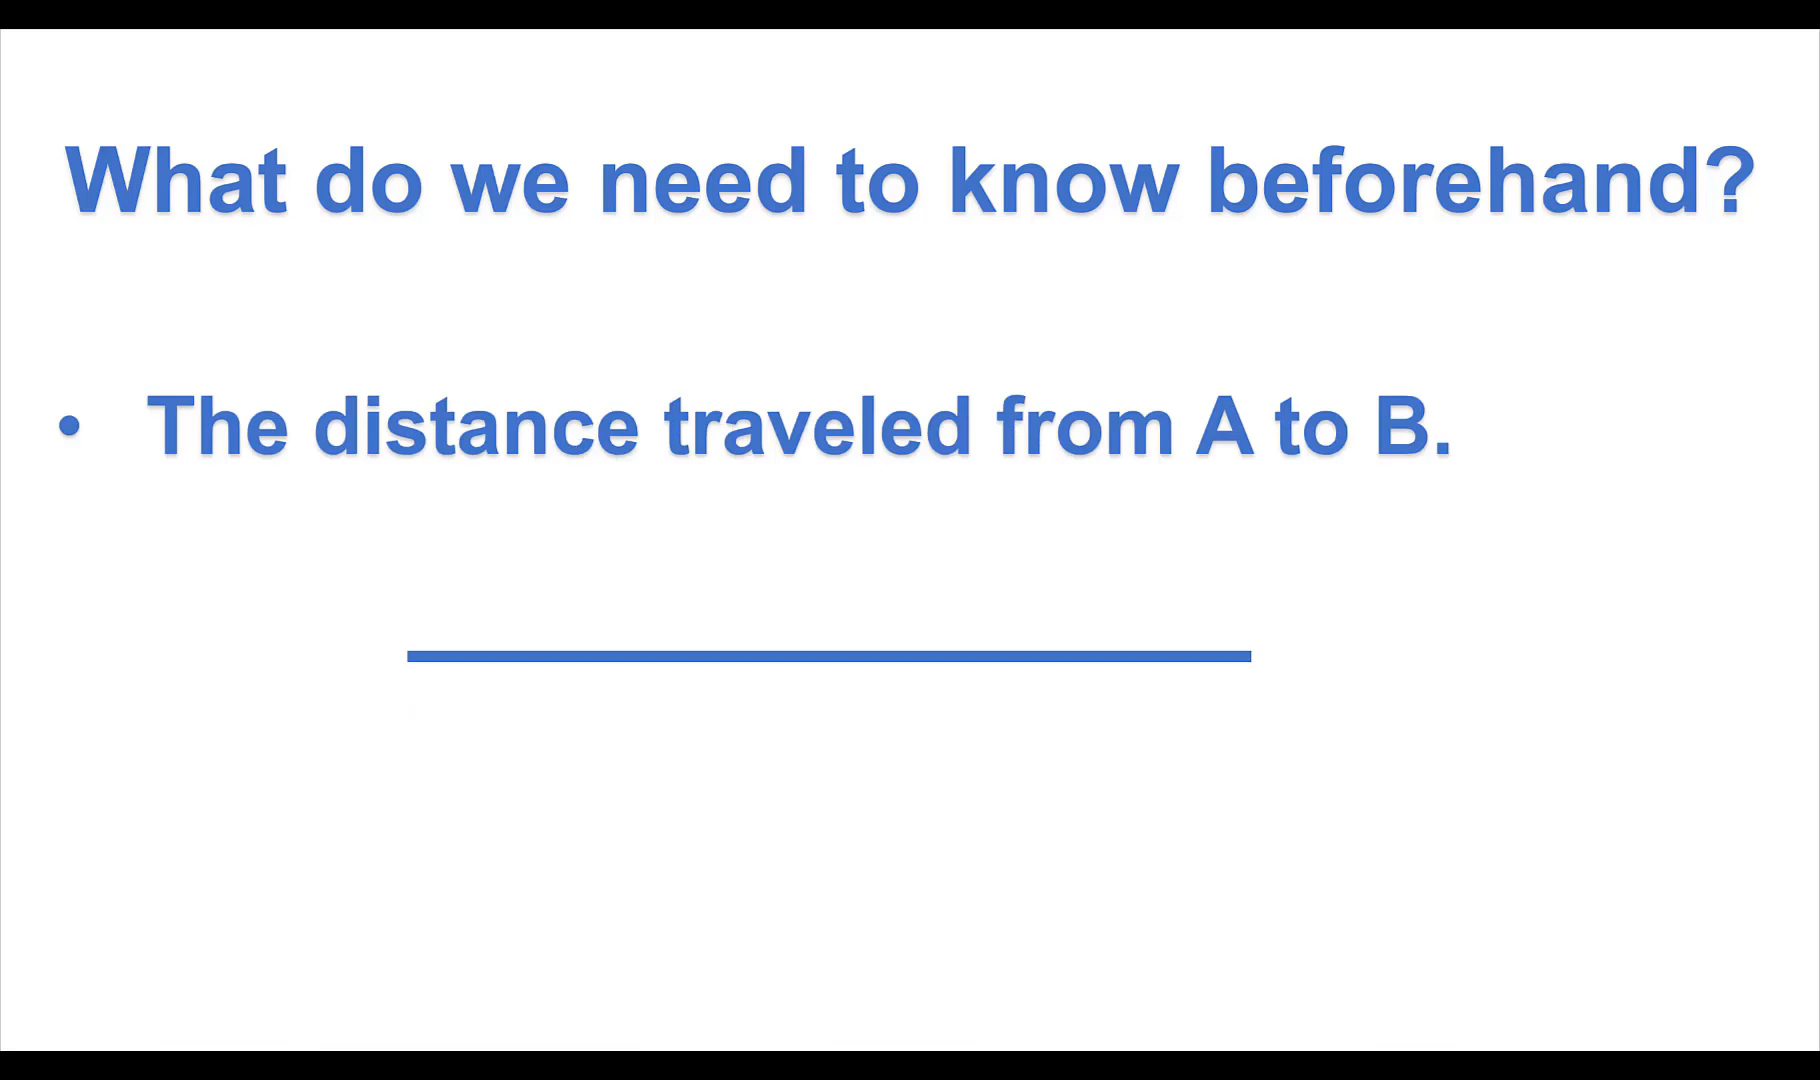 What do we need to know beforehand?
• The distance traveled from A to B.